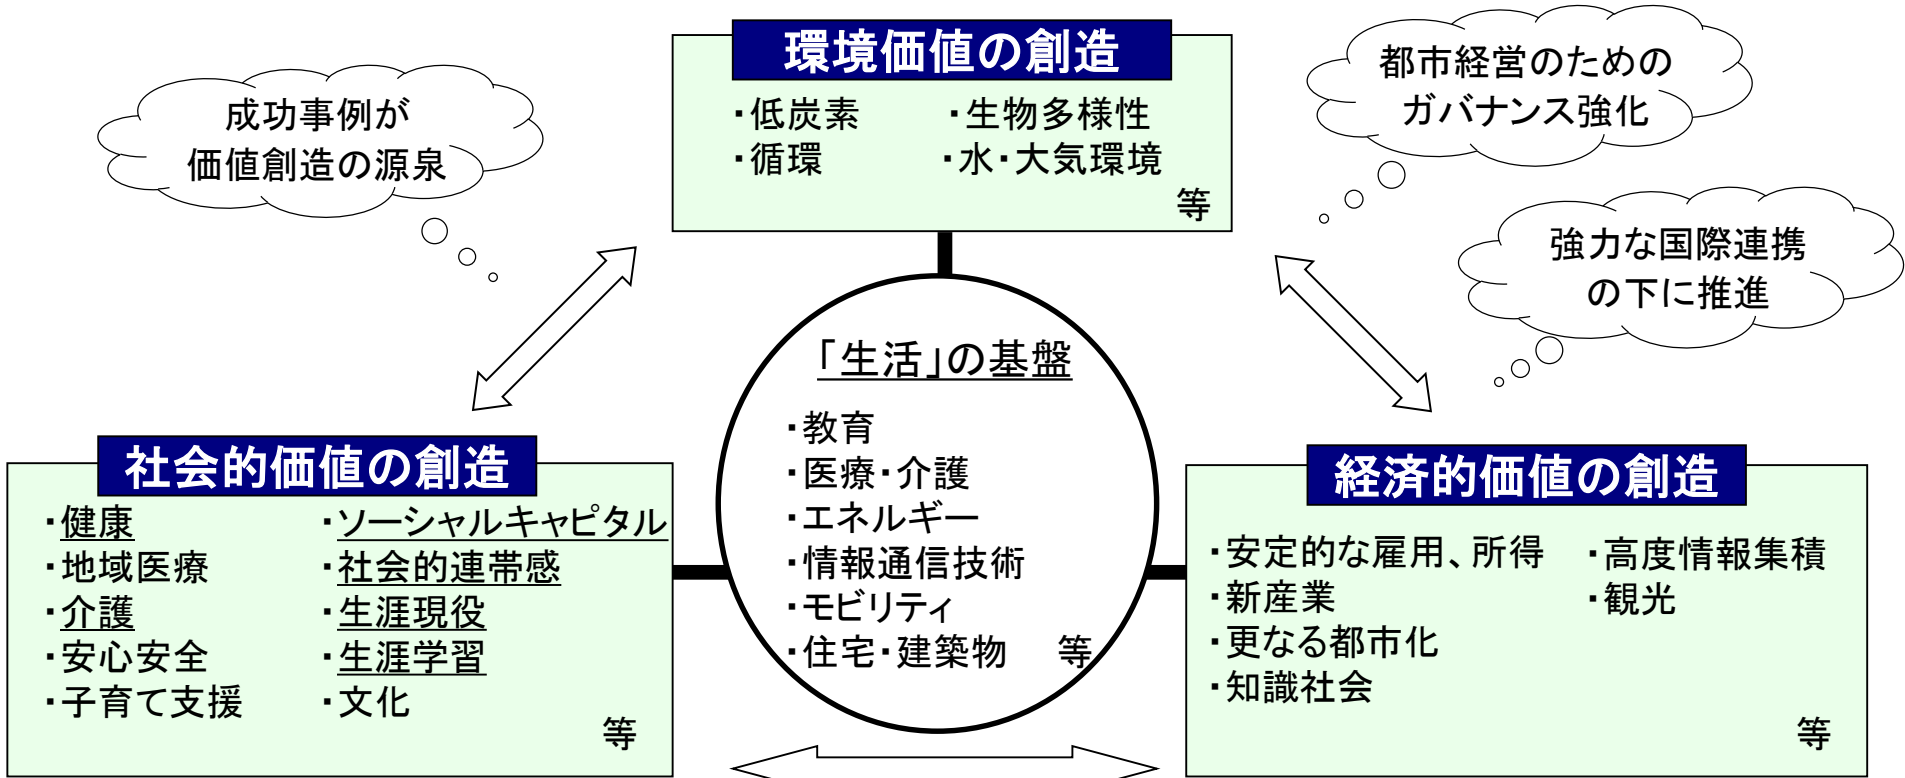 環境価値の創造
・低炭素 ・生物多様性
・循環 ・水・大気環境
等
成功事例が
価値創造の源泉
都市経営のための
ガバナンス強化
強力な国際連携
の下に推進
「生活」の基盤
・教育
・医療・介護
・エネルギー
・情報通信技術
・モビリティ
・住宅・建築物 等
社会的価値の創造
・健康 ・ソーシャルキャピタル
・地域医療 ・社会的連帯感
・介護 ・生涯現役
・安心安全 ・生涯学習
・子育て支援 ・文化
等
経済的価値の創造
・安定的な雇用、所得 ・高度情報集積
・新産業 ・観光
・更なる都市化
・知識社会
等